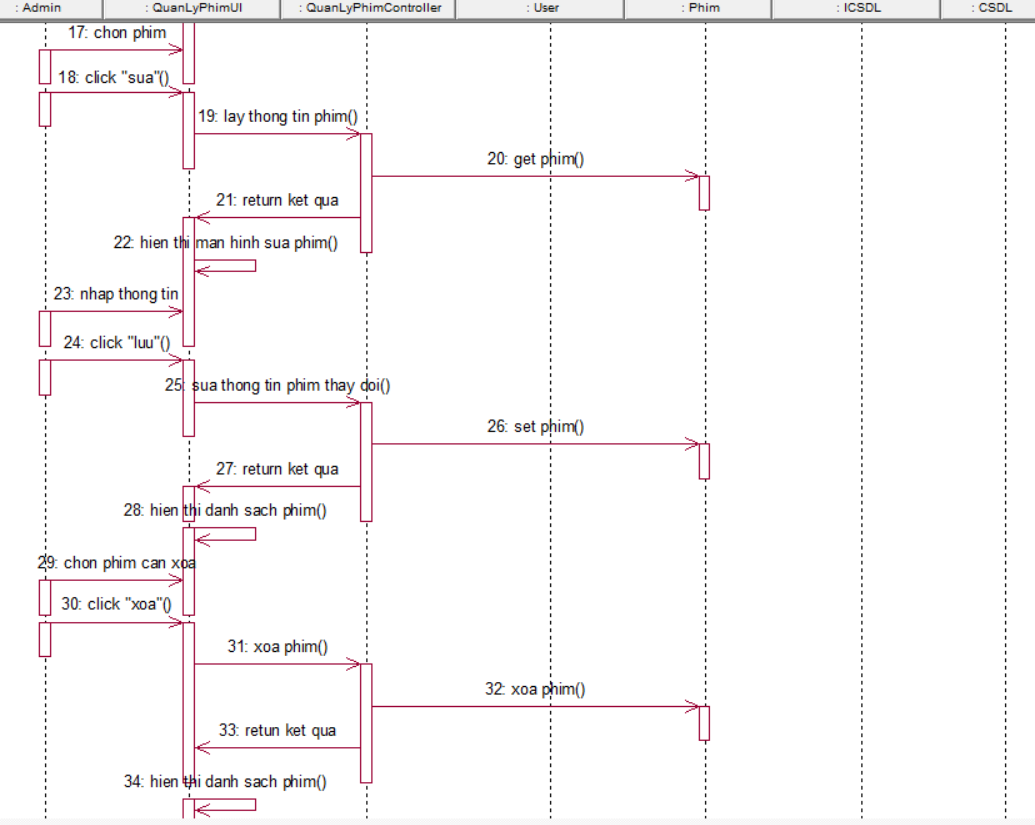 : Admin
: QuanLyPhimUI
: QuanLyPhimController
: User
: Phim
: ICSDL
: CSDL
17: chon phim
18: click "sua"()
19: lay thong tin phim()
20: get phim()
21: return ket qua
22: hien thi man hinh sua phim()
23: nhap thong tin
24: click "luu"()
25: sua thong tin phim thay doi()
26: set phim()
27: return ket qua
28: hien thi danh sach phim()
29: chon phim can xoa
30: click "xoa"()
31: xoa phim()
32: xoa phim()
33: retun ket qua
34: hien thi danh sach phim()